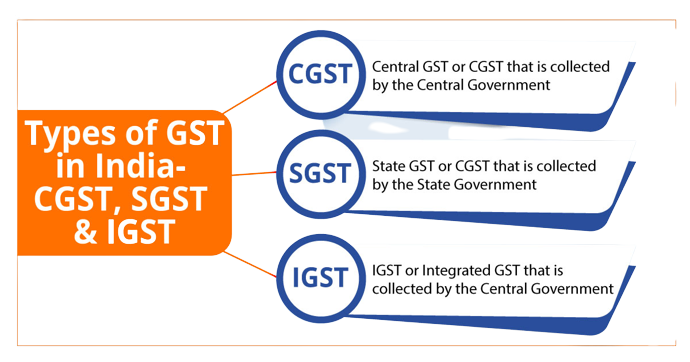 Types of GST
in India-
CGST, SGST
& IGST
CGST
Central GST or CGST that is collected
by the Central Government
SGST
State GST or CGST that is collected
by the State Government
IGST
IGST or Integrated GST that is
collected by the Central Government